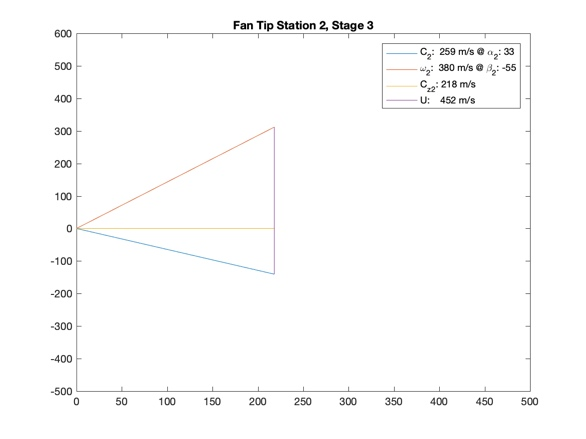 Fan Tip Station 2, Stage 3
C₂: 259 m/s @ α₂: 33
ω₂: 380 m/s @ β₂: -55
C_z2: 218 m/s
U: 452 m/s
600
500
400
300
200
100
0
-100
-200
-300
-400
-500
0 50 100 150 200 250 300 350 400 450 500